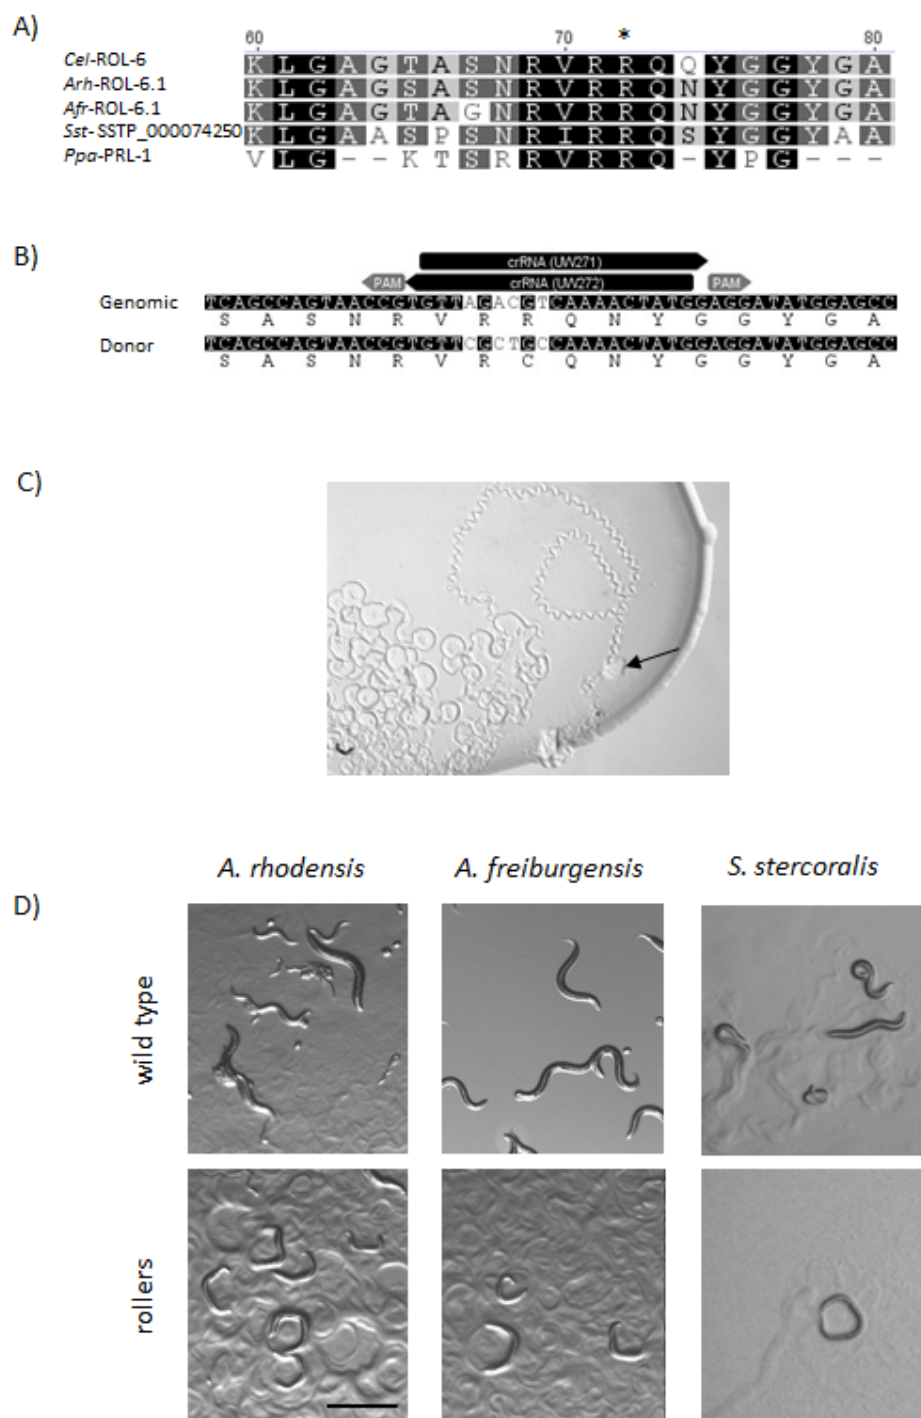 A)
60 70 * 80
Cel-ROL-6 K L G A G T A S N R V R R Q Q Y G G Y G A
Arh-ROL-6.1 K L G A G S A S N R V R R Q N Y G G Y G A
Afr-ROL-6.1 K L G A G T A G N R V R R Q N Y G G Y G A
Sst- SSTP_000074250 K L G A A S P S N R I R R Q S Y G G Y A A
Ppa-PRL-1 V L G - - K T S R R V R R Q - Y P G - - -
B)
crRNA (UW271)
PAM crRNA (UW272) PAM
Genomic TCAGCCAGTAACCGTGTTAGACGTCAAAACTATGGAGGATATGGAGCC
S A S N R V R R Q N Y G G Y G A
Donor TCAGCCAGTAACCGTGTTCGCTGCCAAAACTATGGAGGATATGGAGCC
S A S N R V R C Q N Y G G Y G A
C)
A. rhodensis A. freiburgensis S. stercoralis
D)
wild type
rollers